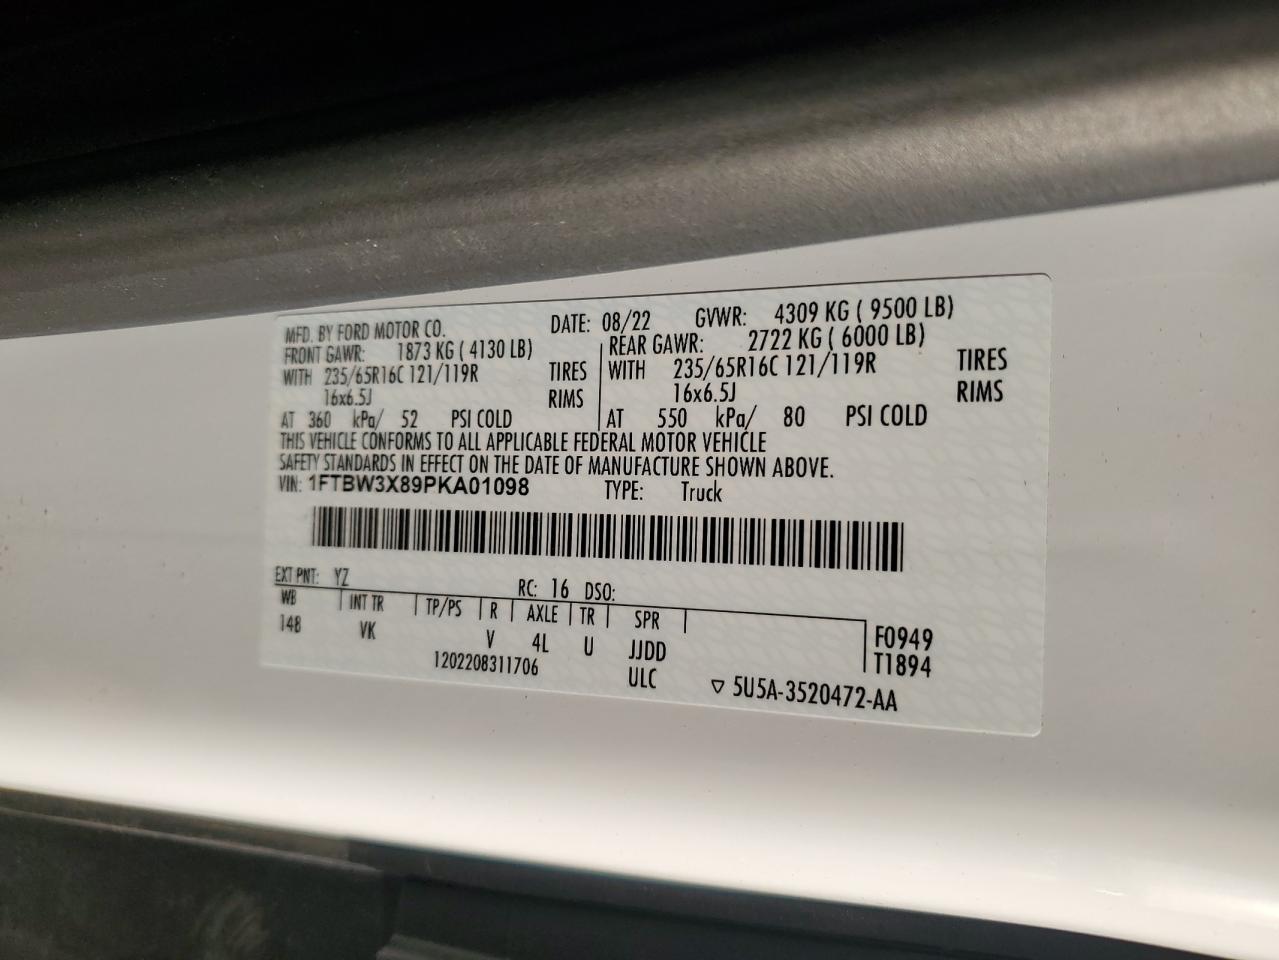 MFD. BY FORD MOTOR CO. DATE: 08/22 GVWR: 4309 KG ( 9500 LB)
FRONT GAWR: 1873 KG ( 4130 LB) REAR GAWR: 2722 KG ( 6000 LB)
WITH 235/65R16C 121/119R TIRES WITH 235/65R16C 121/119R TIRES
16x6.5J RIMS 16x6.5J RIMS
AT 360 kPa/ 52 PSI COLD AT 550 kPa/ 80 PSI COLD
THIS VEHICLE CONFORMS TO ALL APPLICABLE FEDERAL MOTOR VEHICLE
SAFETY STANDARDS IN EFFECT ON THE DATE OF MANUFACTURE SHOWN ABOVE.
VIN: 1FTBW3X89PKA01098 TYPE: Truck
EXT PNT: YZ RC: 16 DSO:
WB INT TR TP/PS R AXLE TR SPR
148 VK V 4L U JJDD F0949
1202208311706 ULC T1894
▽ 5U5A-3520472-AA